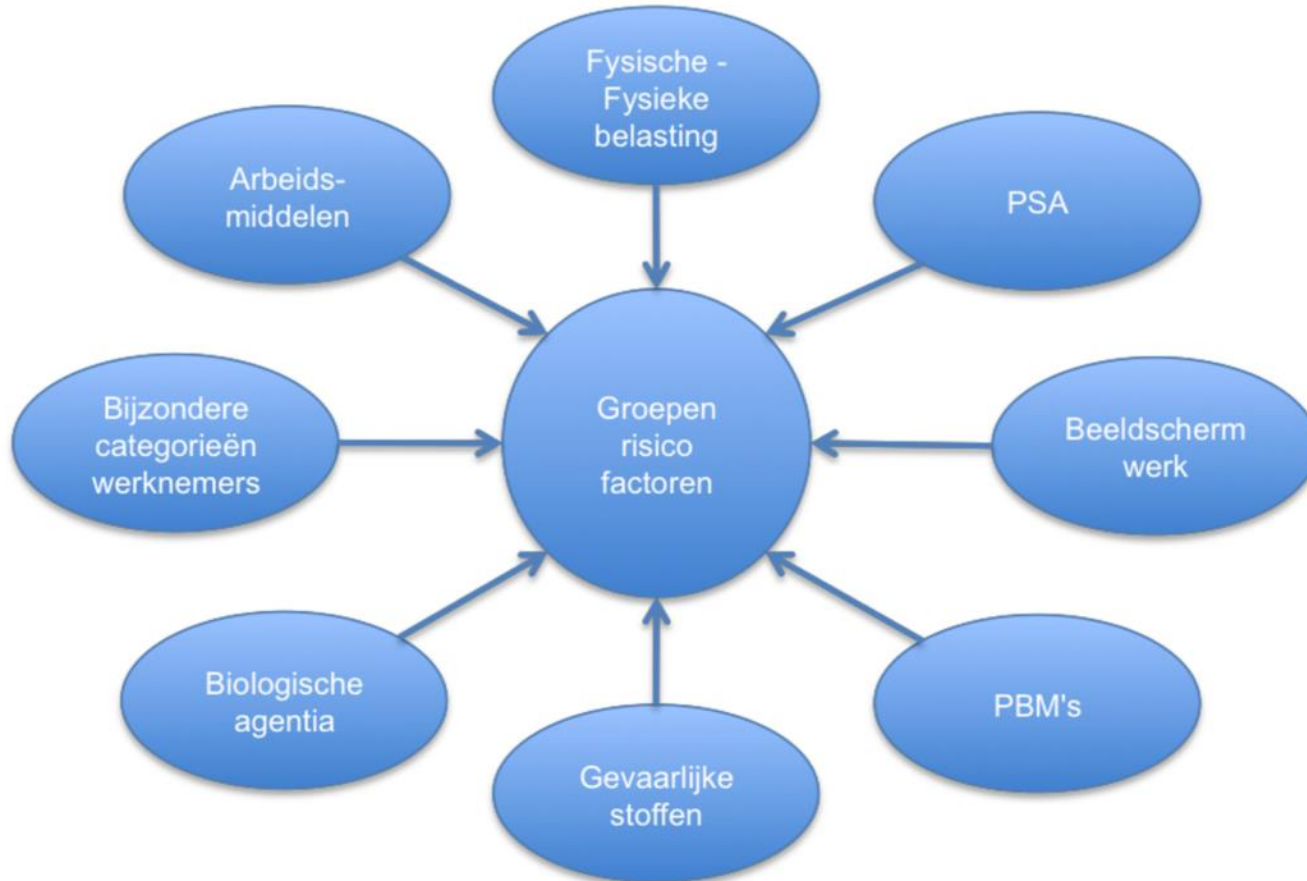 Fysische -
Fysieke
belasting
Arbeids-
middelen
PSA
Bijzondere
categorieën
werknemers
Groepen
risico
factoren
Beeldscherm
werk
Biologische
agentia
PBM's
Gevaarlijke
stoffen